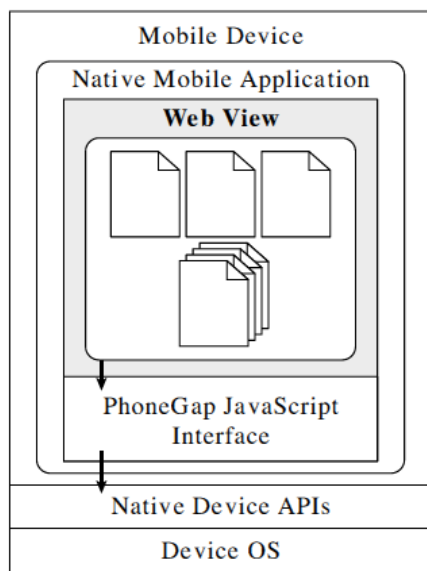 Mobile Device
Native Mobile Application
Web View
PhoneGap JavaScript
Interface
Native Device APIs
Device OS